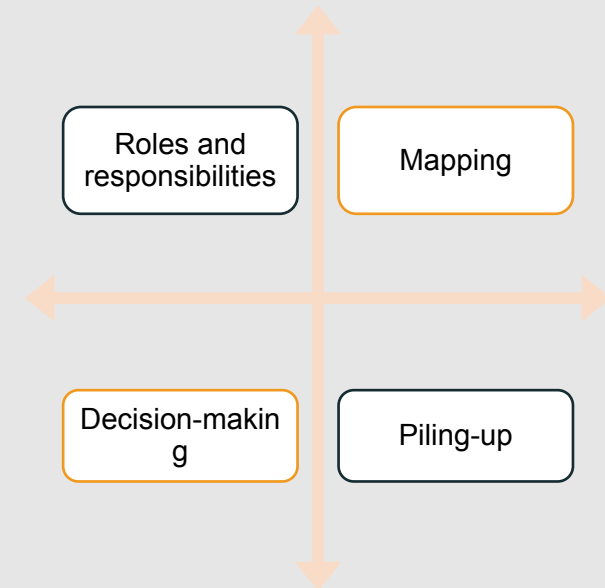 Roles and
responsibilities
Mapping
Decision-makin
g
Piling-up